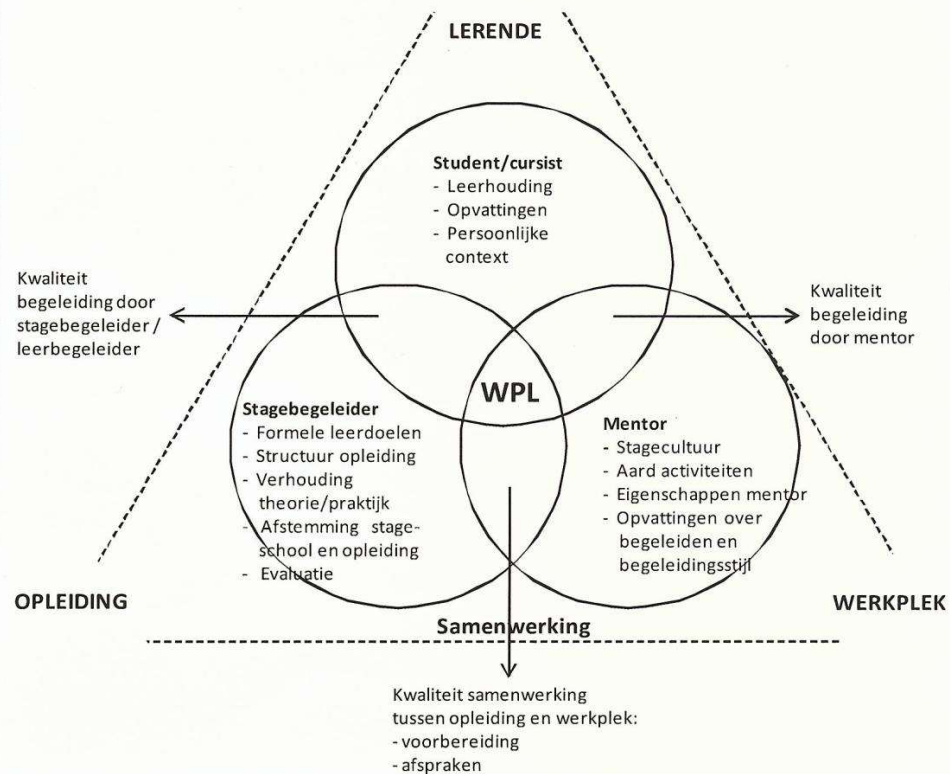 LERENDE
Student/cursist
- Leerhouding
- Opvattingen
- Persoonlijke
context
Kwaliteit
begeleiding door
stagebegeleider /
leerbegeleider
Kwaliteit
begeleiding
door mentor
WPL
Stagebegeleider
- Formele leerdoelen
- Structuur opleiding
- Verhouding
theorie/praktijk
- Afstemming stage-
school en opleiding
- Evaluatie
Mentor
- Stagecultuur
- Aard activiteiten
- Eigenschappen mentor
- Opvattingen over
begeleiden en
begeleidingsstijl
OPLEIDING
WERKPLEK
Samenwerking
Kwaliteit samenwerking
tussen opleiding en werkplek:
- voorbereiding
- afspraken